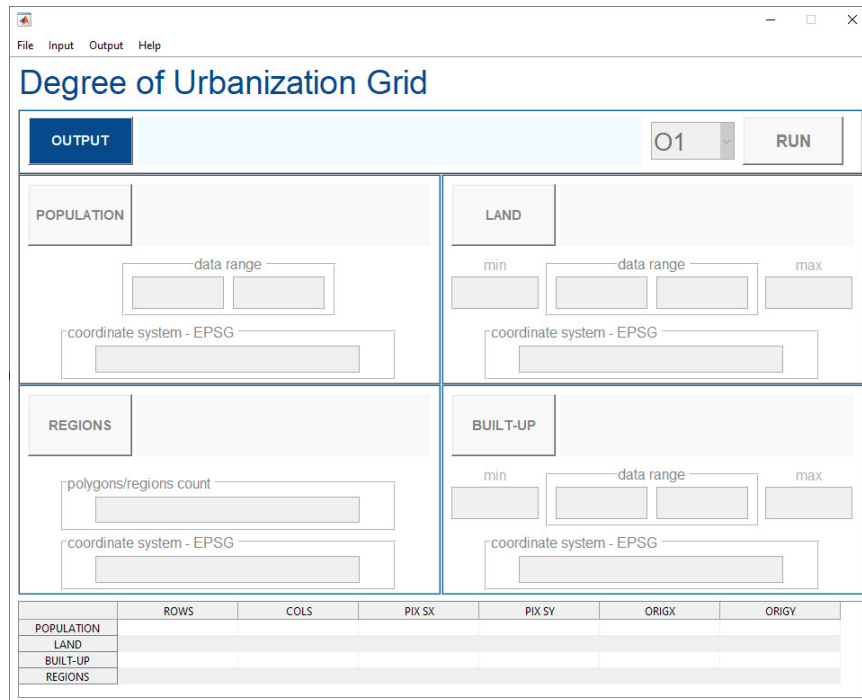 File Input Output Help
Degree of Urbanization Grid
OUTPUT O1 RUN
POPULATION
data range
coordinate system - EPSG
LAND
min data range max
coordinate system - EPSG
REGIONS
polygons/regions count
coordinate system - EPSG
BUILT-UP
min data range max
coordinate system - EPSG
ROWS COLS PIX SX PIX SY ORIGX ORIGY
POPULATION
LAND
BUILT-UP
REGIONS